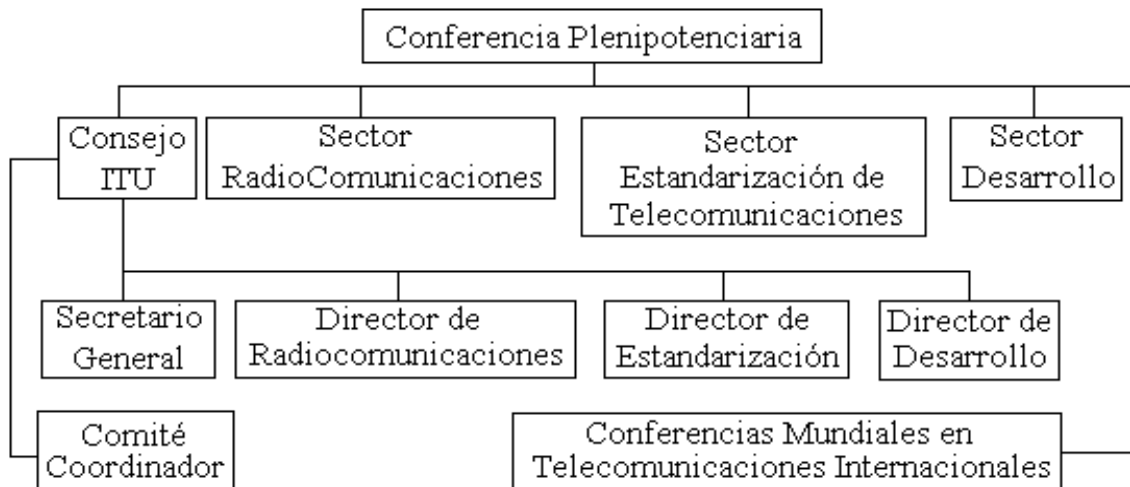 Conferencia Plenipotenciaria
Consejo
ITU
Sector
RadioComunicaciones
Sector
Estandarización de
Telecomunicaciones
Sector
Desarrollo
Secretario
General
Director de
Radiocomunicaciones
Director de
Estandarización
Director de
Desarrollo
Comité
Coordinador
Conferencias Mundiales en
Telecomunicaciones Internacionales